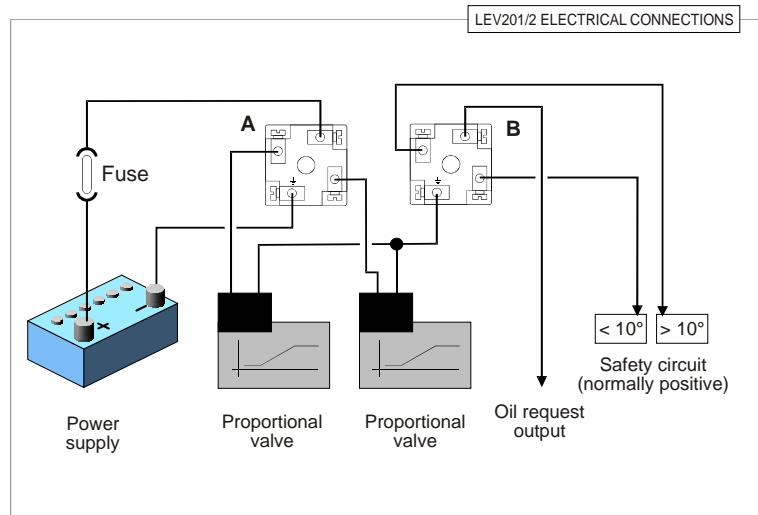 LEV201/2 ELECTRICAL CONNECTIONS
A
B
Fuse
+
-
< 10°
> 10°
Safety circuit
(normally positive)
Power
supply
Proportional
valve
Proportional
valve
Oil request
output